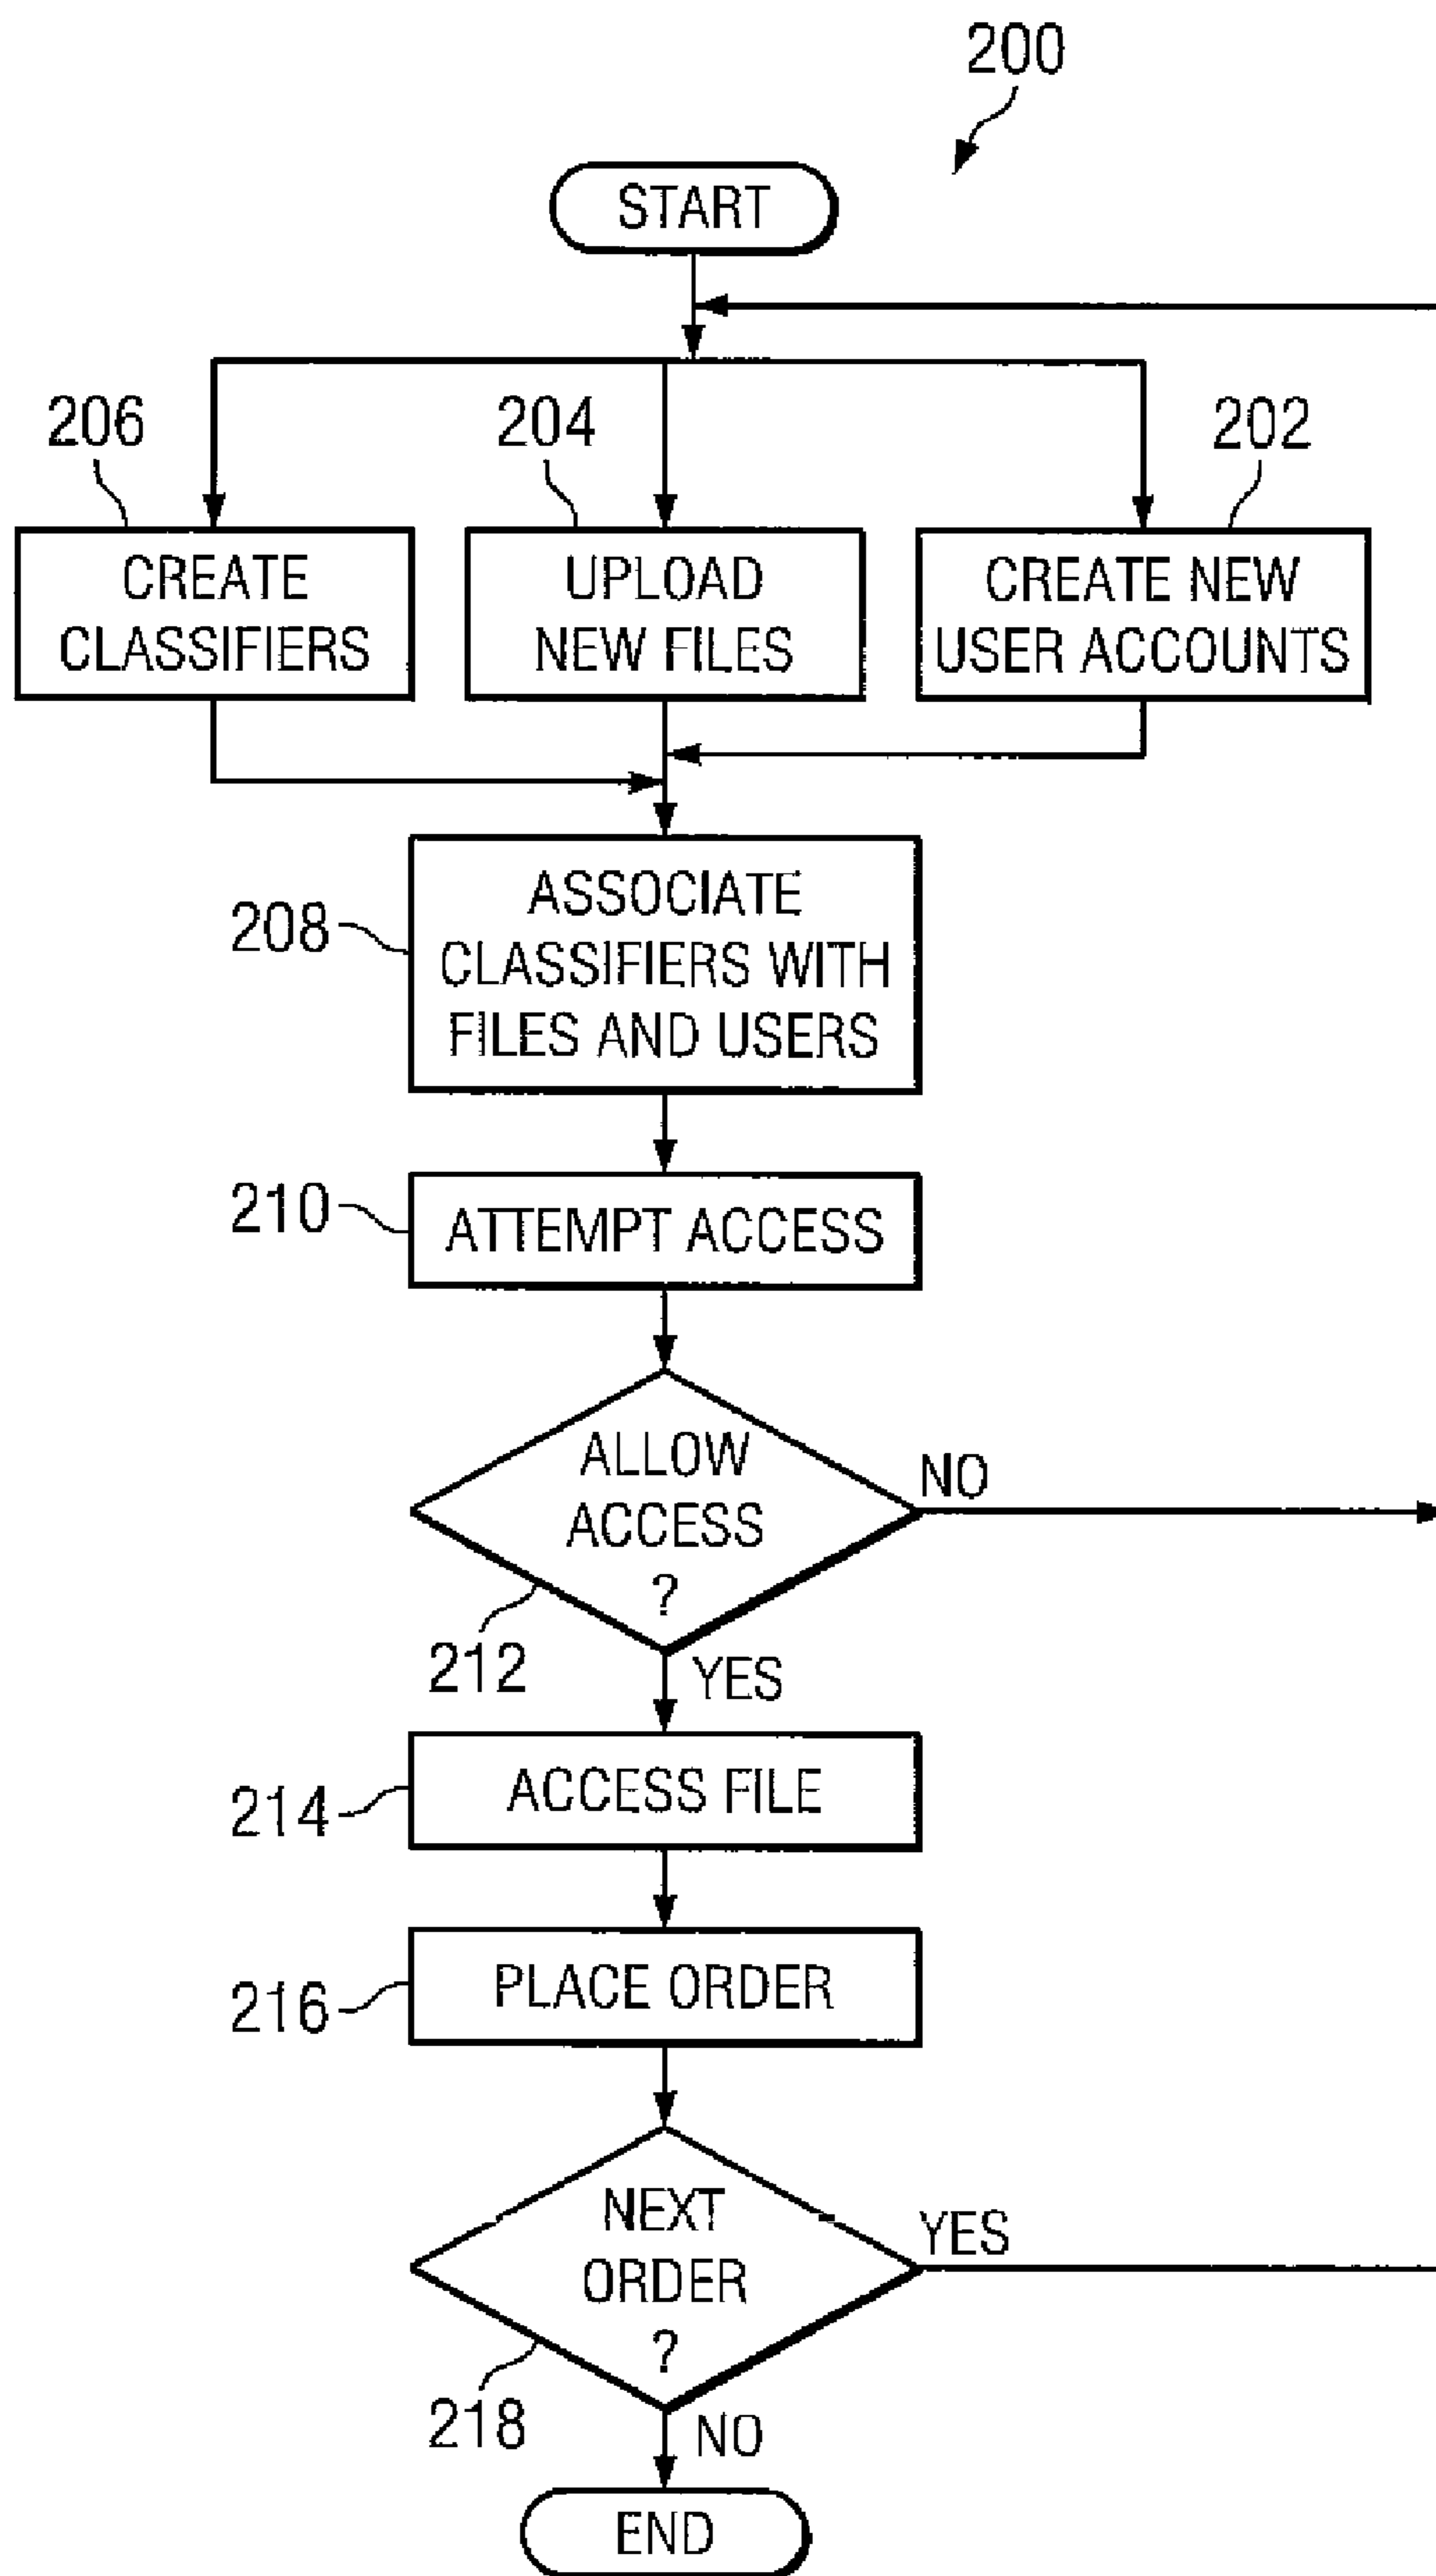 200
START
206
204
202
CREATE
CLASSIFIERS
UPLOAD
NEW FILES
CREATE NEW
USER ACCOUNTS
208
ASSOCIATE
CLASSIFIERS WITH
FILES AND USERS
210
ATTEMPT ACCESS
ALLOW
ACCESS
?
NO
212
YES
214
ACCESS FILE
216
PLACE ORDER
NEXT
ORDER
?
YES
218
NO
END